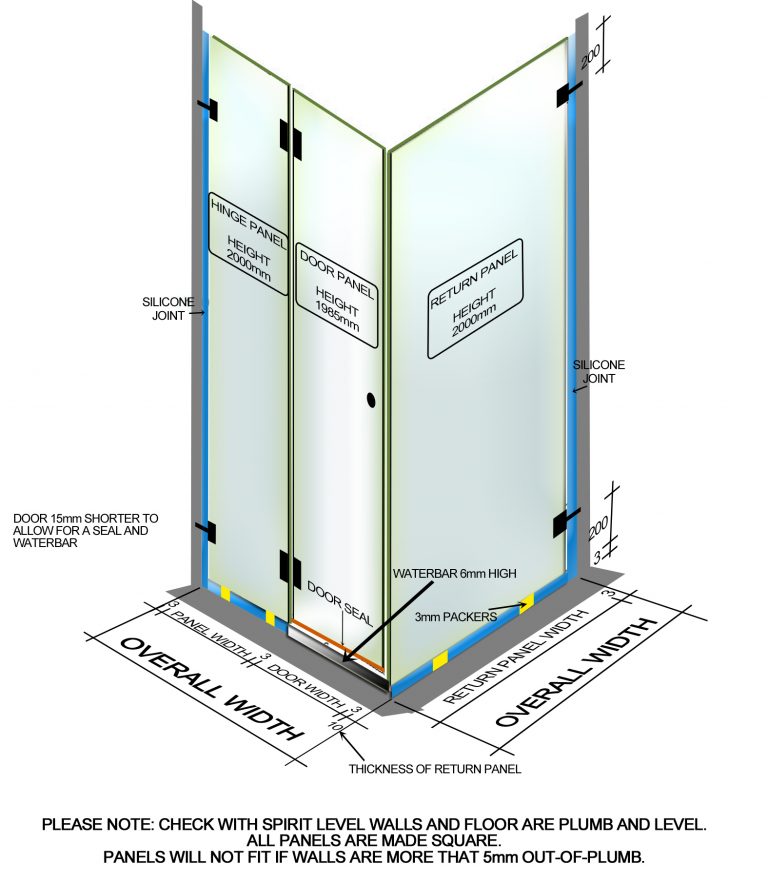 200
HINGE PANEL
HEIGHT
2000mm
DOOR PANEL
HEIGHT
1985mm
RETURN PANEL
HEIGHT
2000mm
SILICONE
JOINT
SILICONE
JOINT
200
3
DOOR 15mm SHORTER TO
ALLOW FOR A SEAL AND
WATERBAR
WATERBAR 6mm HIGH
DOOR SEAL
3mm PACKERS
3
PANEL WIDTH
3
DOOR WIDTH
3
10
OVERALL WIDTH
RETURN PANEL WIDTH
3
OVERALL WIDTH
THICKNESS OF RETURN PANEL
PLEASE NOTE: CHECK WITH SPIRIT LEVEL WALLS AND FLOOR ARE PLUMB AND LEVEL.
ALL PANELS ARE MADE SQUARE.
PANELS WILL NOT FIT IF WALLS ARE MORE THAT 5mm OUT-OF-PLUMB.